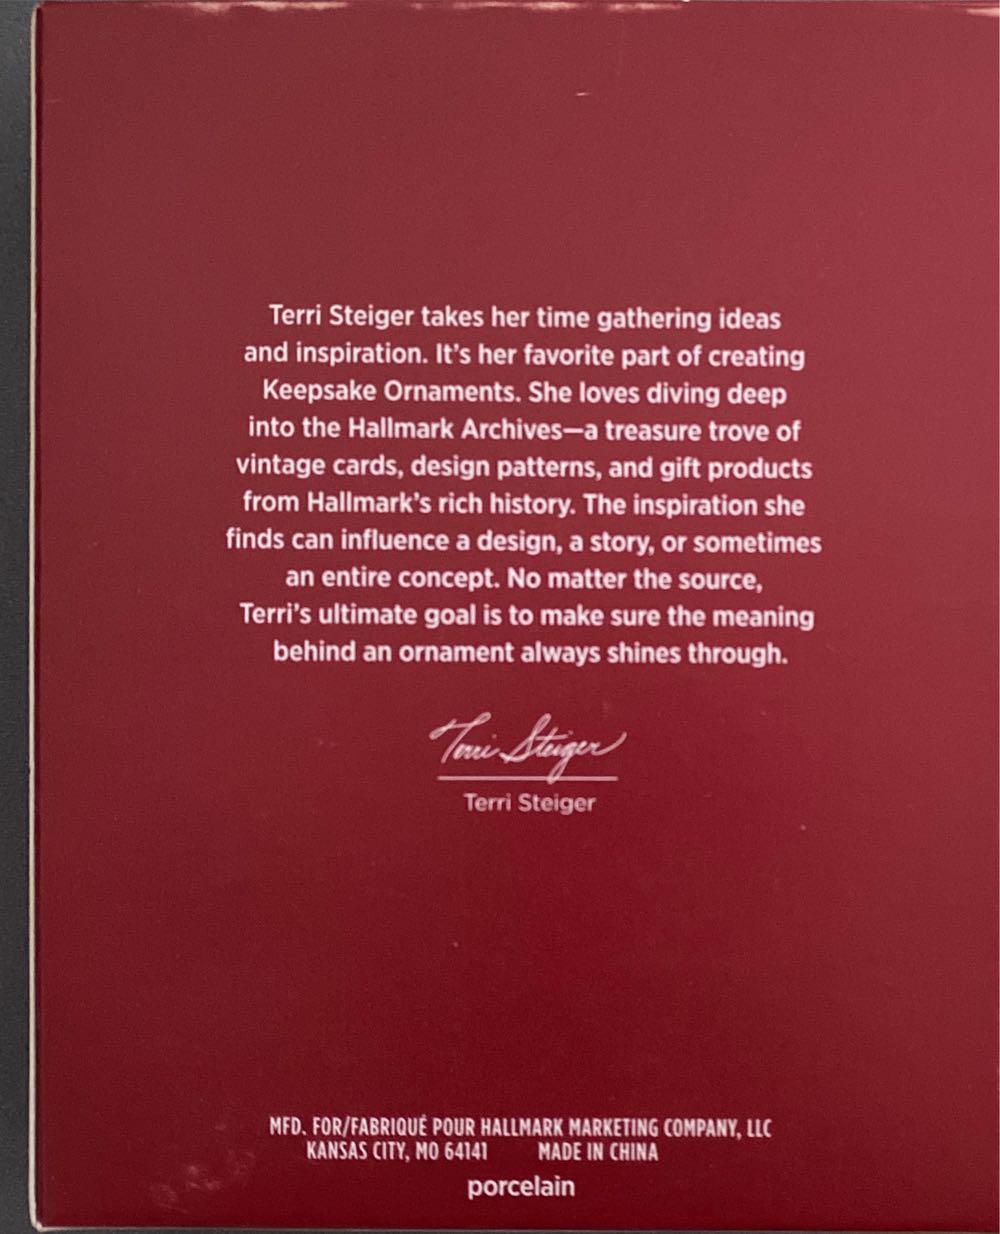 Terri Steiger takes her time gathering ideas
and inspiration. It's her favorite part of creating
Keepsake Ornaments. She loves diving deep
into the Hallmark Archives—a treasure trove of
vintage cards, design patterns, and gift products
from Hallmark's rich history. The inspiration she
finds can influence a design, a story, or sometimes
an entire concept. No matter the source,
Terri's ultimate goal is to make sure the meaning
behind an ornament always shines through.
Terri Steiger
Terri Steiger
MFD. FOR/FABRIQUÉ POUR HALLMARK MARKETING COMPANY, LLC
KANSAS CITY, MO 64141 MADE IN CHINA
porcelain